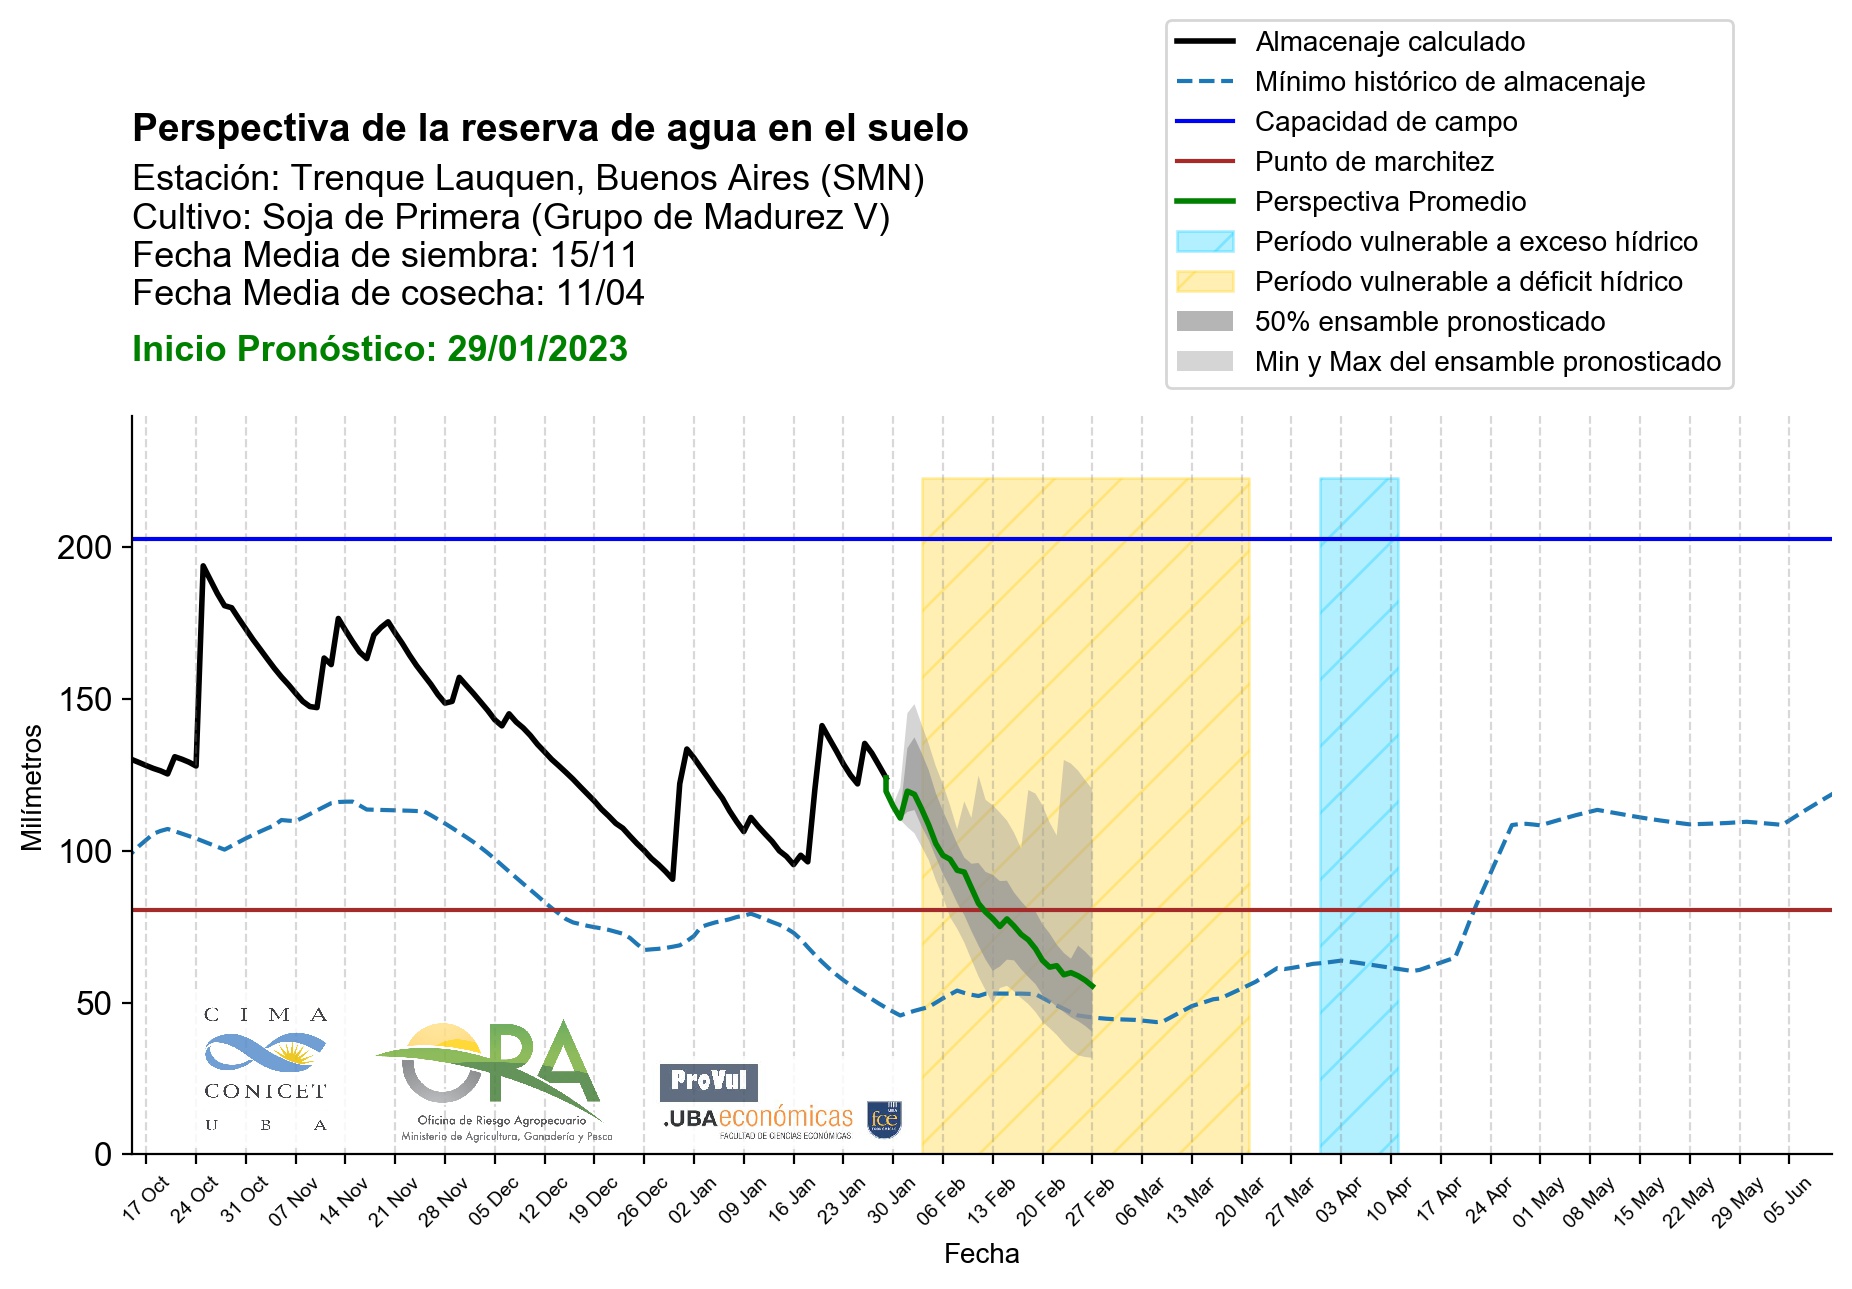 Almacenaje calculado
Mínimo histórico de almacenaje
Capacidad de campo
Punto de marchitez
Perspectiva Promedio
Período vulnerable a exceso hídrico
Período vulnerable a déficit hídrico
50% ensamble pronosticado
Min y Max del ensamble pronosticado
Perspectiva de la reserva de agua en el suelo
Estación: Trenque Lauquen, Buenos Aires (SMN)
Cultivo: Soja de Primera (Grupo de Madurez V)
Fecha Media de siembra: 15/11
Fecha Media de cosecha: 11/04
Inicio Pronóstico: 29/01/2023
Milímetros
200
150
100
50
0
C I M A
CONICET
U B A
ORA
Oficina de Riesgo Agropecuario
Ministerio de Agricultura, Ganadería y Pesca
ProVul
.UBAeconómicas
FACULTAD DE CIENCIAS ECONÓMICAS
fce
17 Oct
24 Oct
31 Oct
07 Nov
14 Nov
21 Nov
28 Nov
05 Dec
12 Dec
19 Dec
26 Dec
02 Jan
09 Jan
16 Jan
23 Jan
30 Jan
06 Feb
13 Feb
20 Feb
27 Feb
06 Mar
13 Mar
20 Mar
27 Mar
03 Apr
10 Apr
17 Apr
24 Apr
01 May
08 May
15 May
22 May
29 May
05 Jun
Fecha